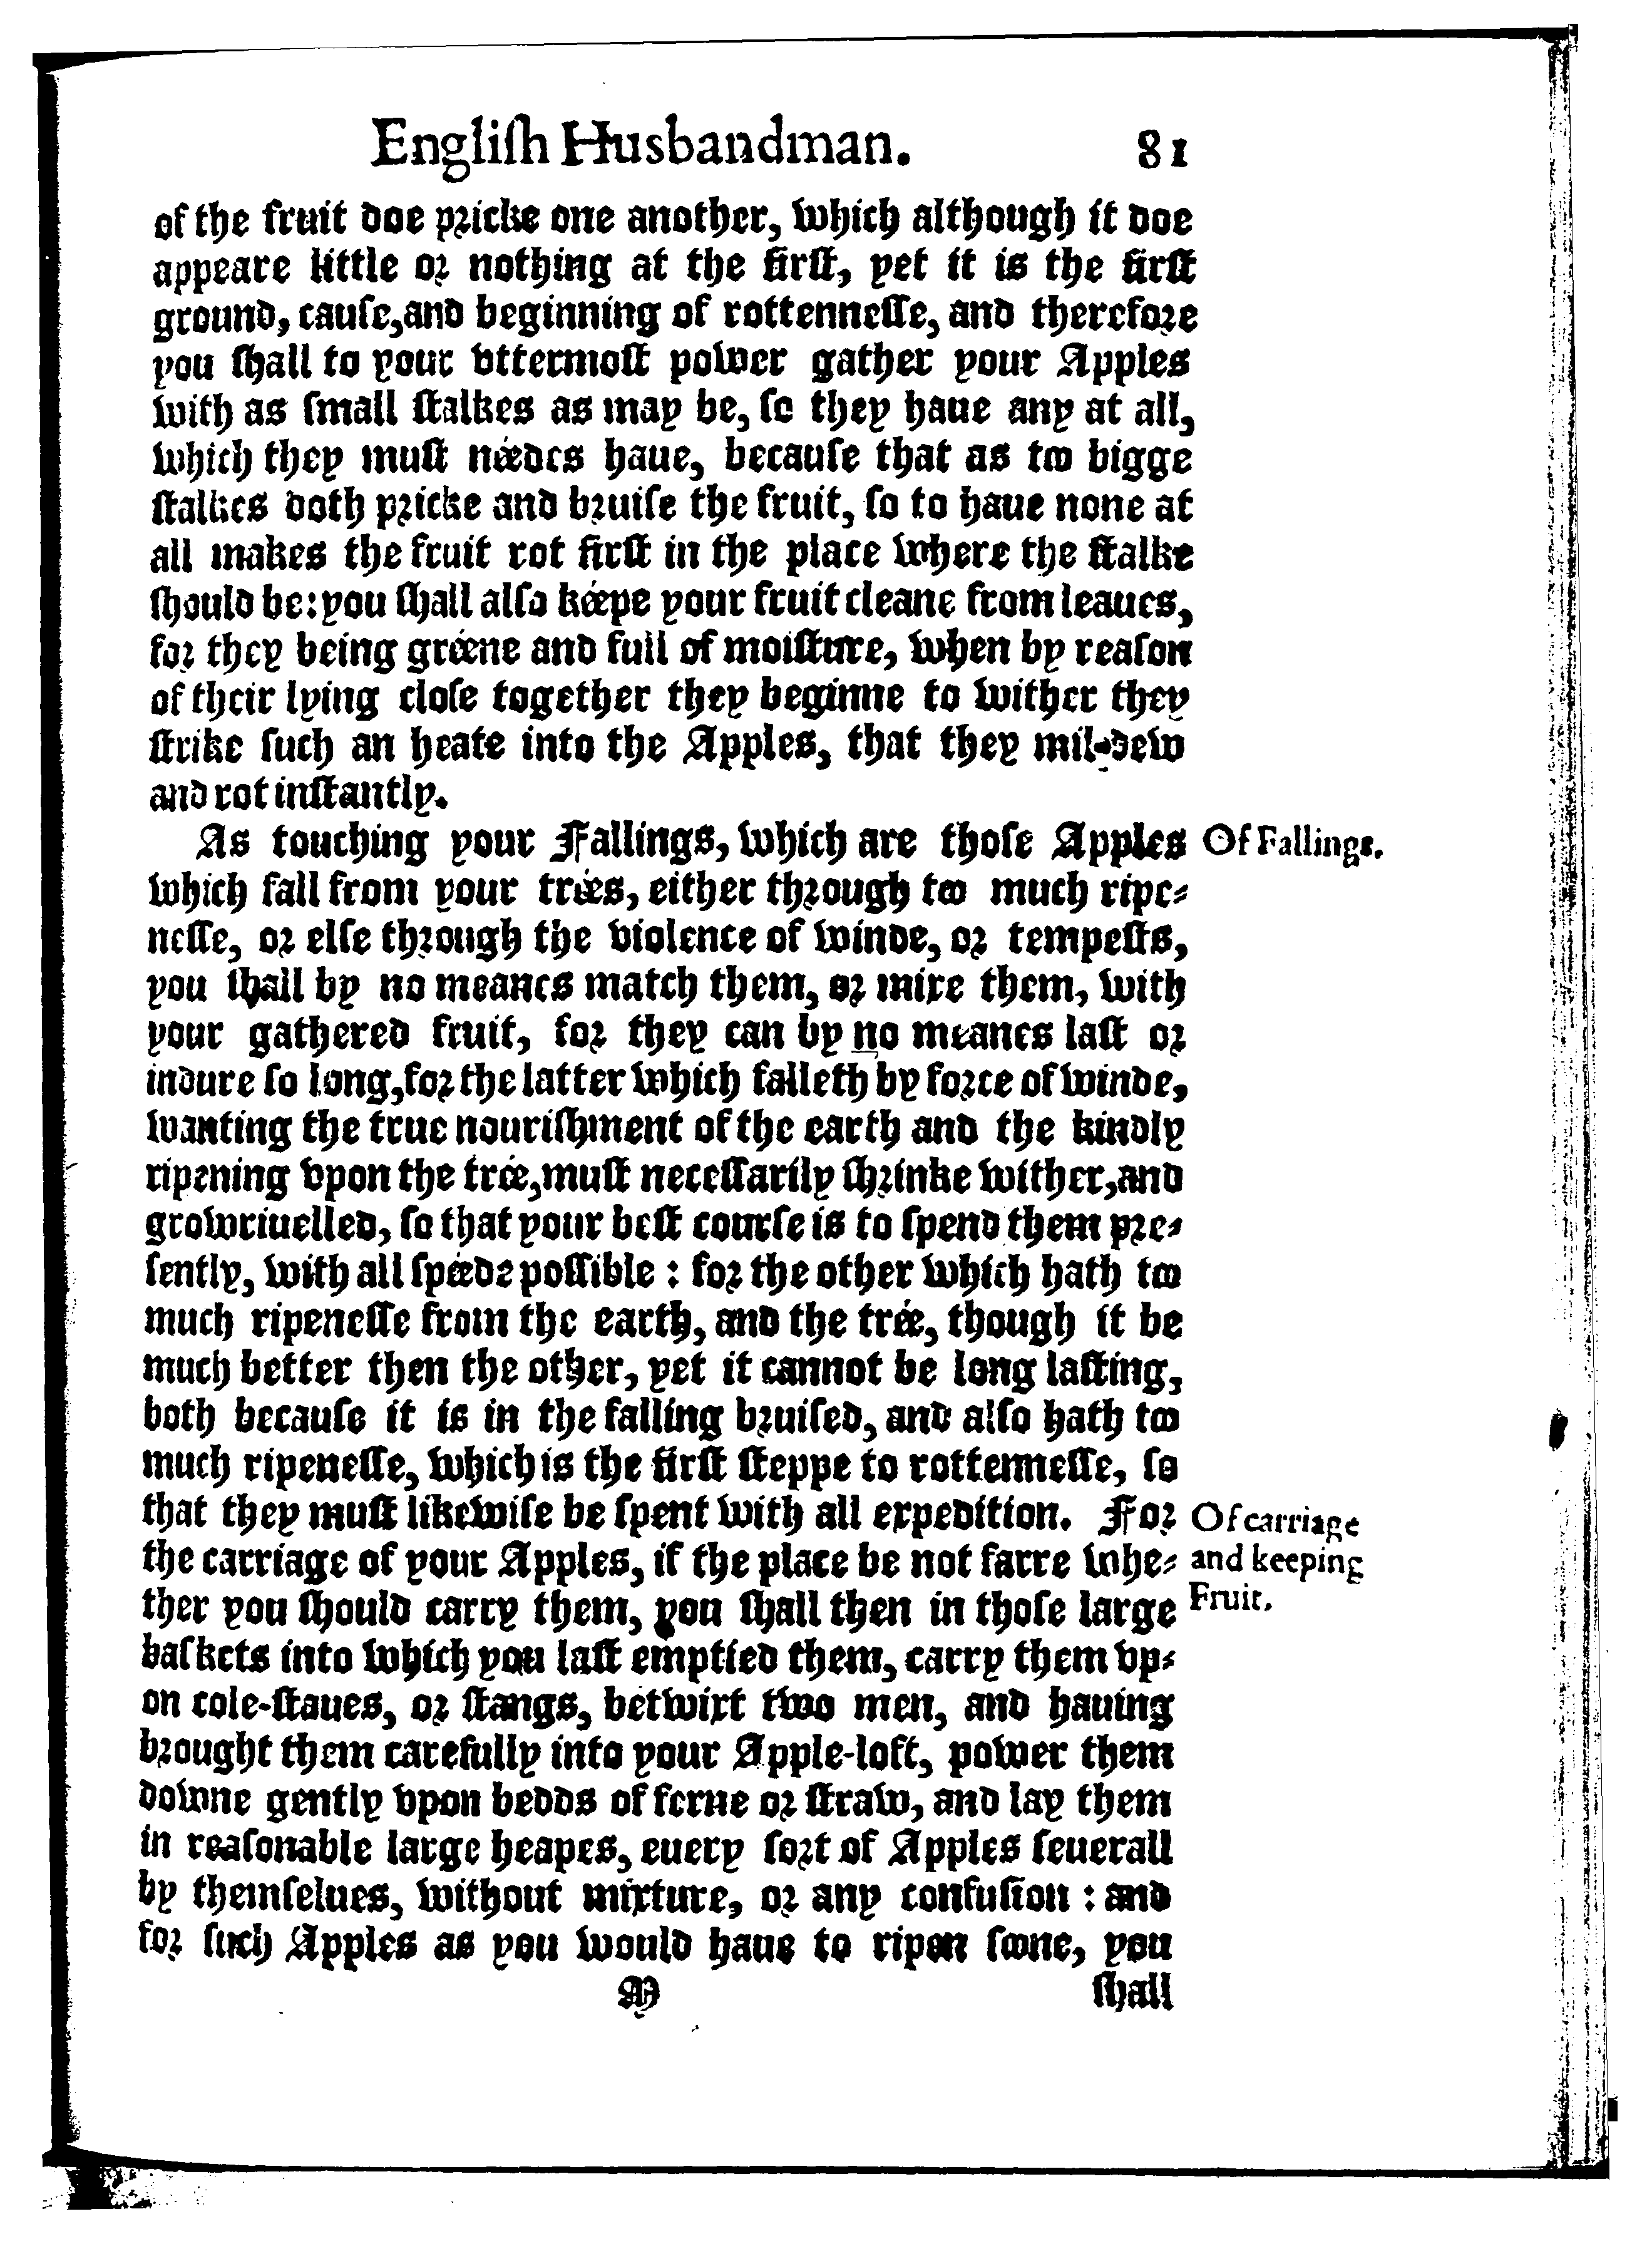 Engliſh Husbandman. 81
of the fruit doe pricke one another, which although it doe
appeare little or nothing at the firſt, yet it is the firſt
ground, cauſe, and beginning of rottenneſſe, and therefore
you ſhall to your vttermoſt power gather your Apples
with as ſmall ſtalkes as may be, ſo they haue any at all,
which they muſt néedes haue, becauſe that as too bigge
ſtalkes doth pricke and bruiſe the fruit, ſo to haue none at
all makes the fruit rot firſt in the place where the ſtalke
ſhould be: you ſhall alſo kéepe your fruit cleane from leaues,
for they being gréene and full of moiſture, when by reaſon
of their lying cloſe together they beginne to wither they
ſtrike ſuch an heate into the Apples, that they mil-dew
and rot inſtantly.
As touching your Fallings, which are thoſe Apples
Of Fallings.
which fall from your trées, either through too much ripe-
neſſe, or elſe through the violence of winde, or tempeſts,
you ſhall by no meanes match them, or mixe them, with
your gathered fruit, for they can by no meanes laſt or
indure ſo long, for the latter which falleth by force of winde,
wanting the true nouriſhment of the earth and the kindly
ripening vpon the trée, muſt neceſſarily ſhrinke wither, and
grow riuelled, ſo that your beſt courſe is to ſpend them pre-
ſently, with all ſpéede poſſible: for the other which hath too
much ripeneſſe from the earth, and the trée, though it be
much better then the other, yet it cannot be long laſting,
both becauſe it is in the falling bruiſed, and alſo hath too
much ripeneſſe, which is the firſt ſteppe to rottenneſſe, ſo
that they muſt likewiſe be ſpent with all expedition. For
Of carriage
and keeping
Fruit.
the carriage of your Apples, if the place be not farre whe-
ther you ſhould carry them, you ſhall then in thoſe large
baſkets into which you laſt emptied them, carry them vp-
on cole-ſtaues, or ſtangs, betwixt two men, and hauing
brought them carefully into your Apple-loft, power them
downe gently vpon bedds of ferne or ſtraw, and lay them
in reaſonable large heapes, euery ſort of Apples ſeuerall
by themſelues, without mixture, or any confuſion: and
for ſuch Apples as you would haue to ripen ſoone, you
M ſhall